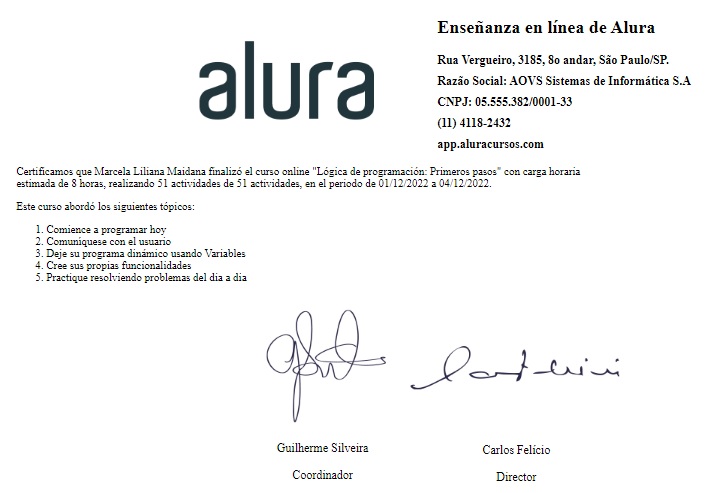 alura
Enseñanza en línea de Alura
Rua Vergueiro, 3185, 8o andar, São Paulo/SP.
Razão Social: AOVS Sistemas de Informática S.A
CNPJ: 05.555.382/0001-33
(11) 4118-2432
app.aluracursos.com
Certificamos que Marcela Liliana Maidana finalizó el curso online "Lógica de programación: Primeros pasos" con carga horaria
estimada de 8 horas, realizando 51 actividades de 51 actividades, en el periodo de 01/12/2022 a 04/12/2022.
Este curso abordó los siguientes tópicos:
1. Comience a programar hoy
2. Comuniquese con el usuario
3. Deje su programa dinámico usando Variables
4. Cree sus propias funcionalidades
5. Practique resolviendo problemas del dia a dia
Guilherme Silveira
Carlos Felício
Coordinador
Director